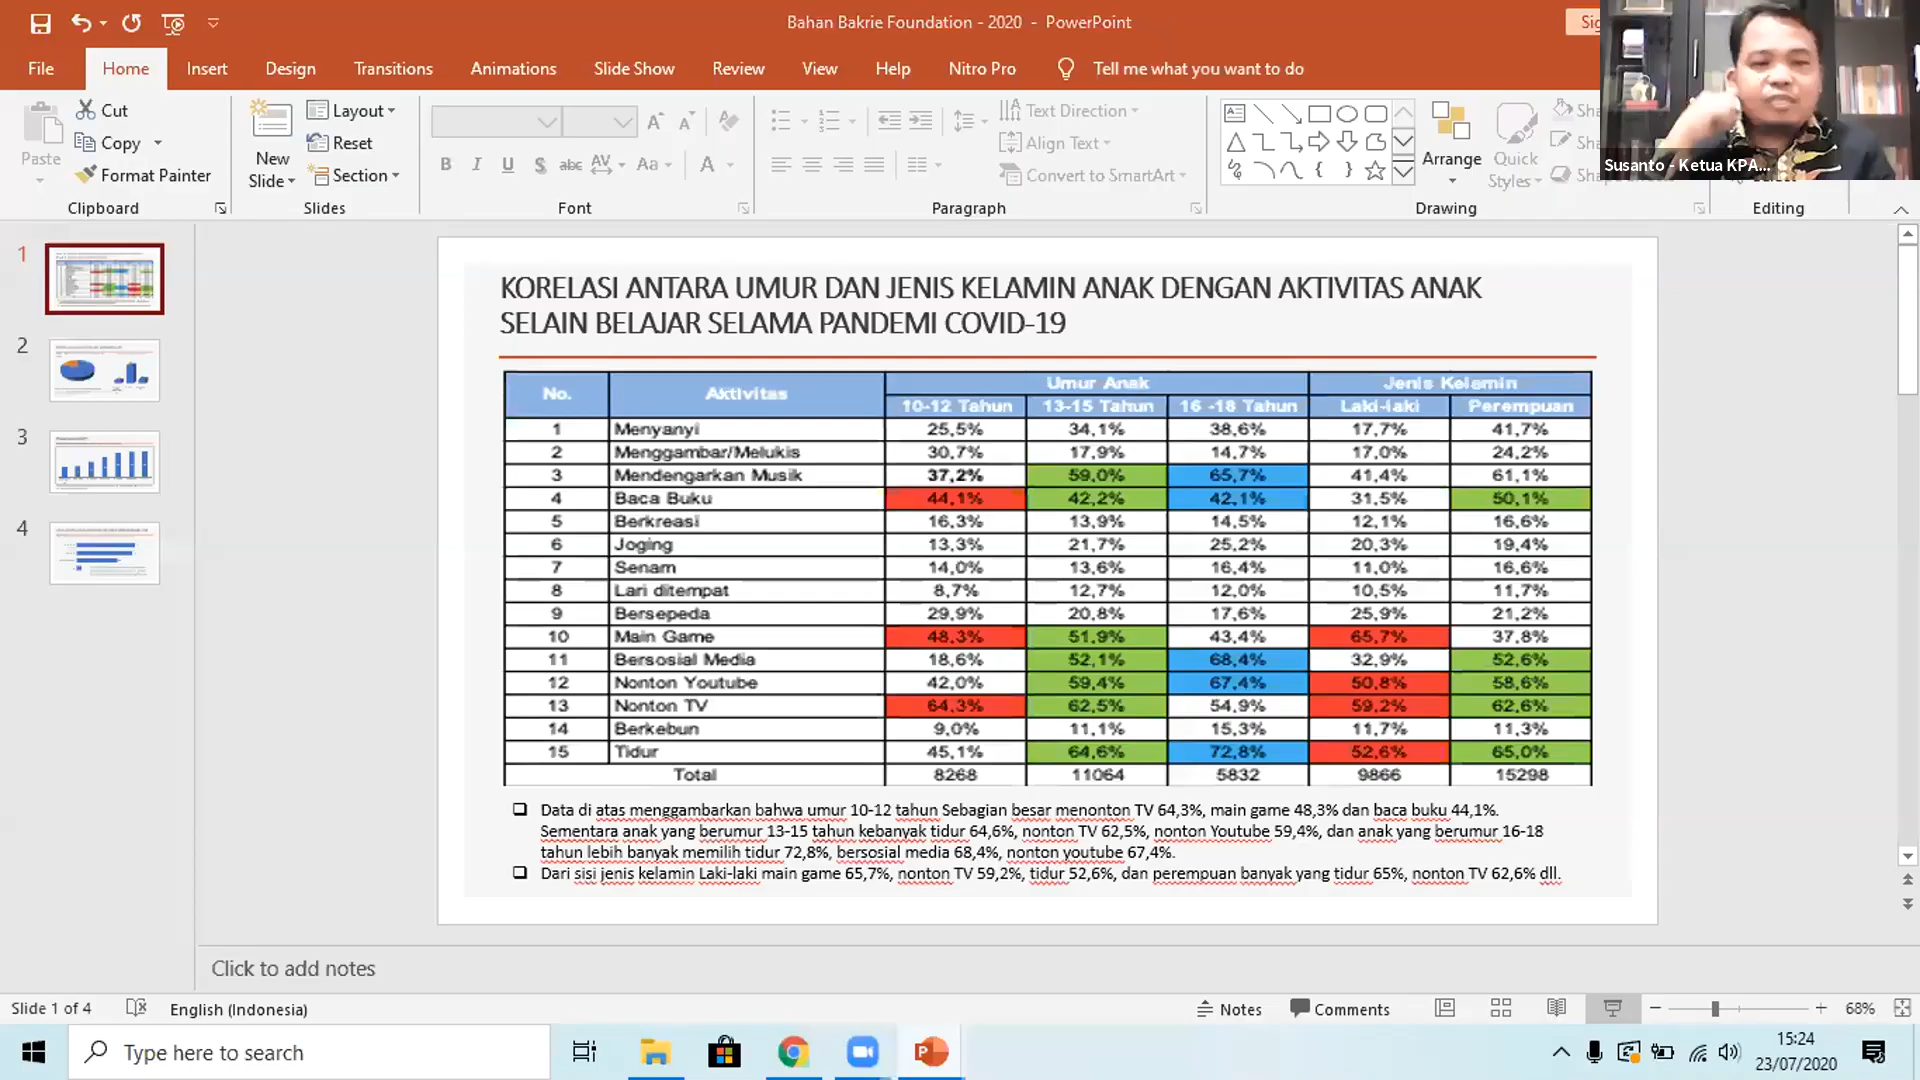 Bahan Bakrie Foundation - 2020 - PowerPoint
File Home Insert Design Transitions Animations Slide Show Review View Help Nitro Pro Tell me what you want to do
Cut
Copy
Format Painter
Paste
Clipboard
New
Slide
Layout
Reset
Section
Slides
B I U S abc AV Aa A
Font
Text Direction
Align Text
Convert to SmartArt
Paragraph
Arrange
Quick
Styles
Drawing
Editing
Susanto - Ketua KPA...
1
2
3
4
KORELASI ANTARA UMUR DAN JENIS KELAMIN ANAK DENGAN AKTIVITAS ANAK
SELAIN BELAJAR SELAMA PANDEMI COVID-19
No. Aktivitas Umur Anak Jenis Kelamin
10-12 Tahun 13-15 Tahun 16 -18 Tahun Laki-laki Perempuan
1 Menyanyi 25,5% 34,1% 38,6% 17,7% 41,7%
2 Menggambar/Melukis 30,7% 17,9% 14,7% 17,0% 24,2%
3 Mendengarkan Musik 37,2% 59,0% 65,7% 41,4% 61,1%
4 Baca Buku 44,1% 42,2% 42,1% 31,5% 50,1%
5 Berkreasi 16,3% 13,9% 14,5% 12,1% 16,6%
6 Joging 13,3% 21,7% 25,2% 20,3% 19,4%
7 Senam 14,0% 13,6% 16,4% 11,0% 16,6%
8 Lari ditempat 8,7% 12,7% 12,0% 10,5% 11,7%
9 Bersepeda 29,9% 20,8% 17,6% 25,9% 21,2%
10 Main Game 48,3% 51,9% 43,4% 65,7% 37,8%
11 Bersosial Media 18,6% 52,1% 68,4% 32,9% 52,6%
12 Nonton Youtube 42,0% 59,4% 67,4% 50,8% 58,6%
13 Nonton TV 64,3% 62,5% 54,9% 59,2% 62,6%
14 Berkebun 9,0% 11,1% 15,3% 11,7% 11,3%
15 Tidur 45,1% 64,6% 72,8% 52,6% 65,0%
Total 8268 11064 5832 9866 15298
Data di atas menggambarkan bahwa umur 10-12 tahun Sebagian besar menonton TV 64,3%, main game 48,3% dan baca buku 44,1%.
Sementara anak yang berumur 13-15 tahun kebanyak tidur 64,6%, nonton TV 62,5%, nonton Youtube 59,4%, dan anak yang berumur 16-18
tahun lebih banyak memilih tidur 72,8%, bersosial media 68,4%, nonton youtube 67,4%.
Dari sisi jenis kelamin Laki-laki main game 65,7%, nonton TV 59,2%, tidur 52,6%, dan perempuan banyak yang tidur 65%, nonton TV 62,6% dll.
Click to add notes
Slide 1 of 4 English (Indonesia) Notes Comments 68%
Type here to search
15:24
23/07/2020